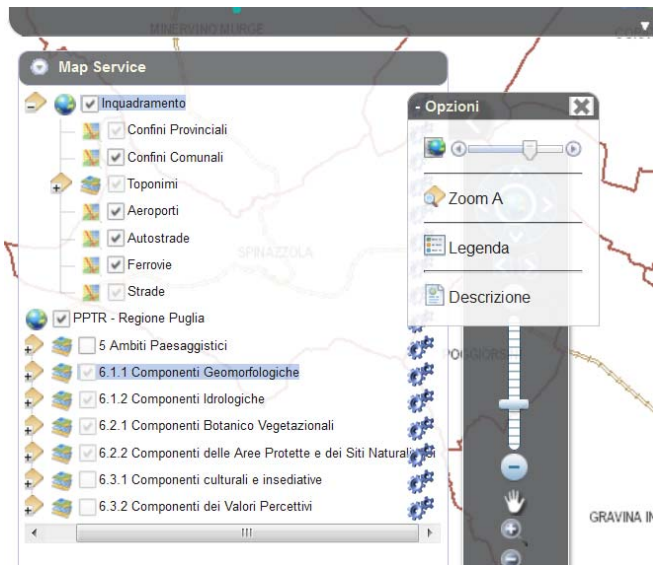 MINERVINO MURGE
Map Service
Inquadramento
Confini Provinciali
Confini Comunali
Toponimi
Aeroporti
Autostrade
Ferrovie
Strade
SPINAZZOLA
PPTR - Regione Puglia
5 Ambiti Paesaggistici
6.1.1 Componenti Geomorfologiche
6.1.2 Componenti Idrologiche
6.2.1 Componenti Botanico Vegetazionali
6.2.2 Componenti delle Aree Protette e dei Siti Natural
6.3.1 Componenti culturali e insediative
6.3.2 Componenti dei Valori Percettivi
- Opzioni
Zoom A
Legenda
Descrizione
POGGIORS
GRAVINA IN